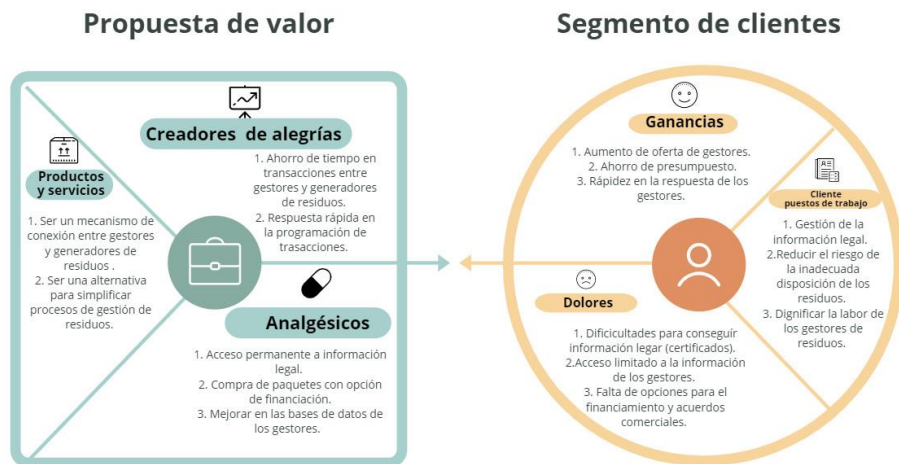 Propuesta de valor
Creadores de alegrías
1. Ahorro de tiempo en
transacciones entre
gestores y generadores
de residuos.
2. Respuesta rápida en
la programación de
trasacciones.
Productos
y servicios
1. Ser un mecanismo de
conexión entre gestores
y generadores de
residuos .
2. Ser una alternativa
para simplificar
procesos de gestión de
residuos.
Analgésicos
1. Acceso permanente a información
legal.
2. Compra de paquetes con opción
de financiación.
3. Mejorar en las bases de datos de
los gestores.
Segmento de clientes
Ganancias
1. Aumento de oferta de gestores.
2. Ahorro de presumpuesto.
3. Rápidez en la respuesta de los
gestores.
Cliente
puestos de trabajo
1. Gestión de la
información legal.
2.Reducir el riesgo de
la inadecuada
disposición de los
residuos.
3. Dignificar la labor de
los gestores de
residuos.
Dolores
1. Dificicultades para conseguír
información legar (certificados).
2.Acceso limitado a la información
de los gestores.
3. Falta de opciones para el
financiamiento y acuerdos
comerciales.